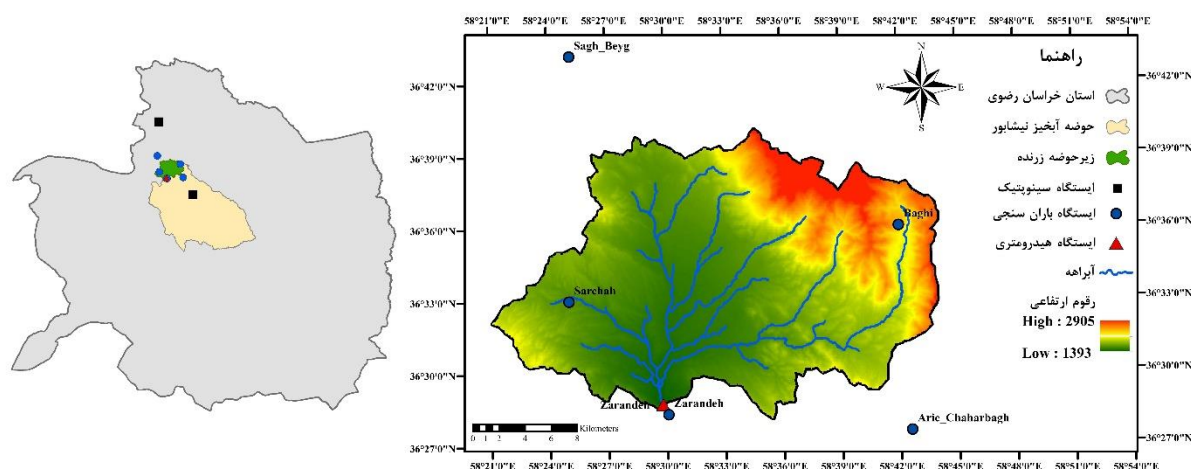 58°21'0"E 58°24'0"E 58°27'0"E 58°30'0"E 58°33'0"E 58°36'0"E 58°39'0"E 58°42'0"E 58°45'0"E 58°48'0"E 58°51'0"E 58°54'0"E
Sagh_Beyg
N
W E
S
راهنما
استان خراسان رضوی
حوضه آبخیز نیشابور
زیرحوضه زرنده
ایستگاه سینوپتیک
ایستگاه باران سنجی
ایستگاه هیدرومتری
آبراهه
رقوم ارتفاعی
High : 2905
Low : 1393
36°42'0"N
36°39'0"N
36°36'0"N
36°33'0"N
36°30'0"N
36°27'0"N
Baghi
Sarchah
Zarandeh
Zarandeh
Aric_Chaharbagh
0 1 2 4 6 8
Kilometers
36°42'0"N
36°39'0"N
36°36'0"N
36°33'0"N
36°30'0"N
36°27'0"N
58°21'0"E 58°24'0"E 58°27'0"E 58°30'0"E 58°33'0"E 58°36'0"E 58°39'0"E 58°42'0"E 58°45'0"E 58°48'0"E 58°51'0"E 58°54'0"E